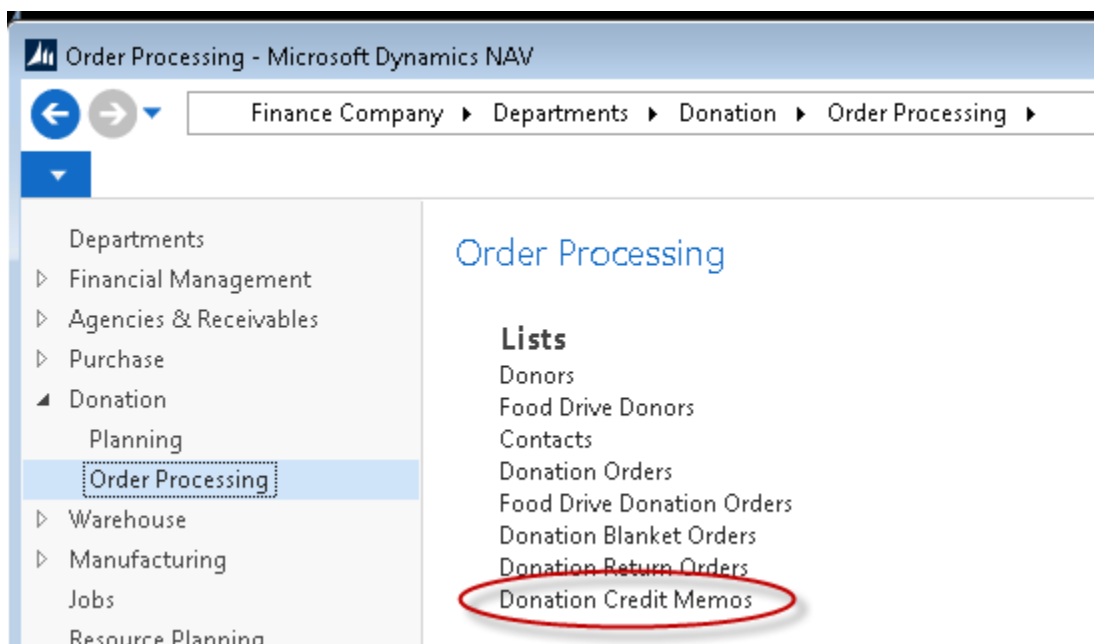 Order Processing - Microsoft Dynamics NAV
Finance Company ▸ Departments ▸ Donation ▸ Order Processing ▸
Departments
Financial Management
Agencies & Receivables
Purchase
Donation
Planning
Order Processing
Warehouse
Manufacturing
Jobs
Resource Planning
Order Processing
Lists
Donors
Food Drive Donors
Contacts
Donation Orders
Food Drive Donation Orders
Donation Blanket Orders
Donation Return Orders
Donation Credit Memos